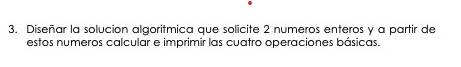 3. Diseñar la solucion algoritmica que solicite 2 numeros enteros y a partir de
estos numeros calcular e imprimir las cuatro operaciones básicas.